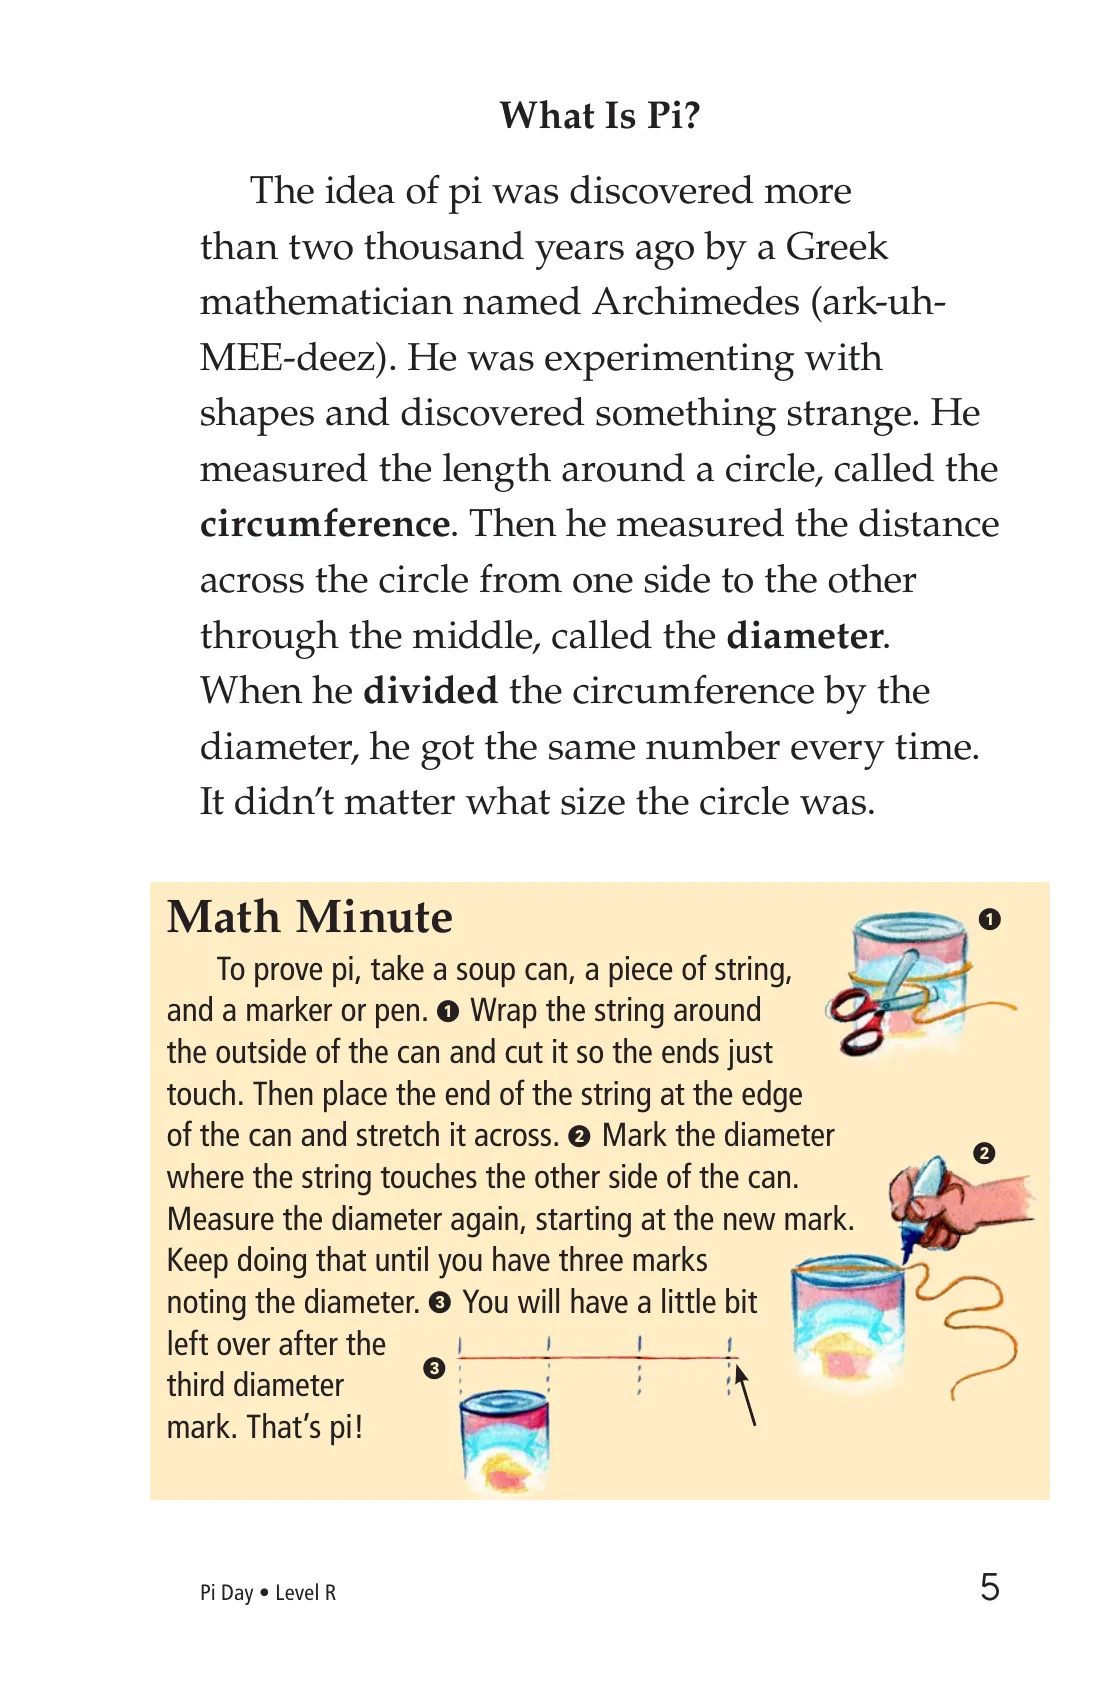 What Is Pi?
The idea of pi was discovered more
than two thousand years ago by a Greek
mathematician named Archimedes (ark-uh-
MEE-deez). He was experimenting with
shapes and discovered something strange. He
measured the length around a circle, called the
circumference. Then he measured the distance
across the circle from one side to the other
through the middle, called the diameter.
When he divided the circumference by the
diameter, he got the same number every time.
It didn't matter what size the circle was.
Math Minute
To prove pi, take a soup can, a piece of string,
and a marker or pen. ❶ Wrap the string around
the outside of the can and cut it so the ends just
touch. Then place the end of the string at the edge
of the can and stretch it across. ❷ Mark the diameter
where the string touches the other side of the can.
Measure the diameter again, starting at the new mark.
Keep doing that until you have three marks
noting the diameter. ❸ You will have a little bit
left over after the
third diameter
mark. That's pi!
❶
❷
❸
Pi Day • Level R
5